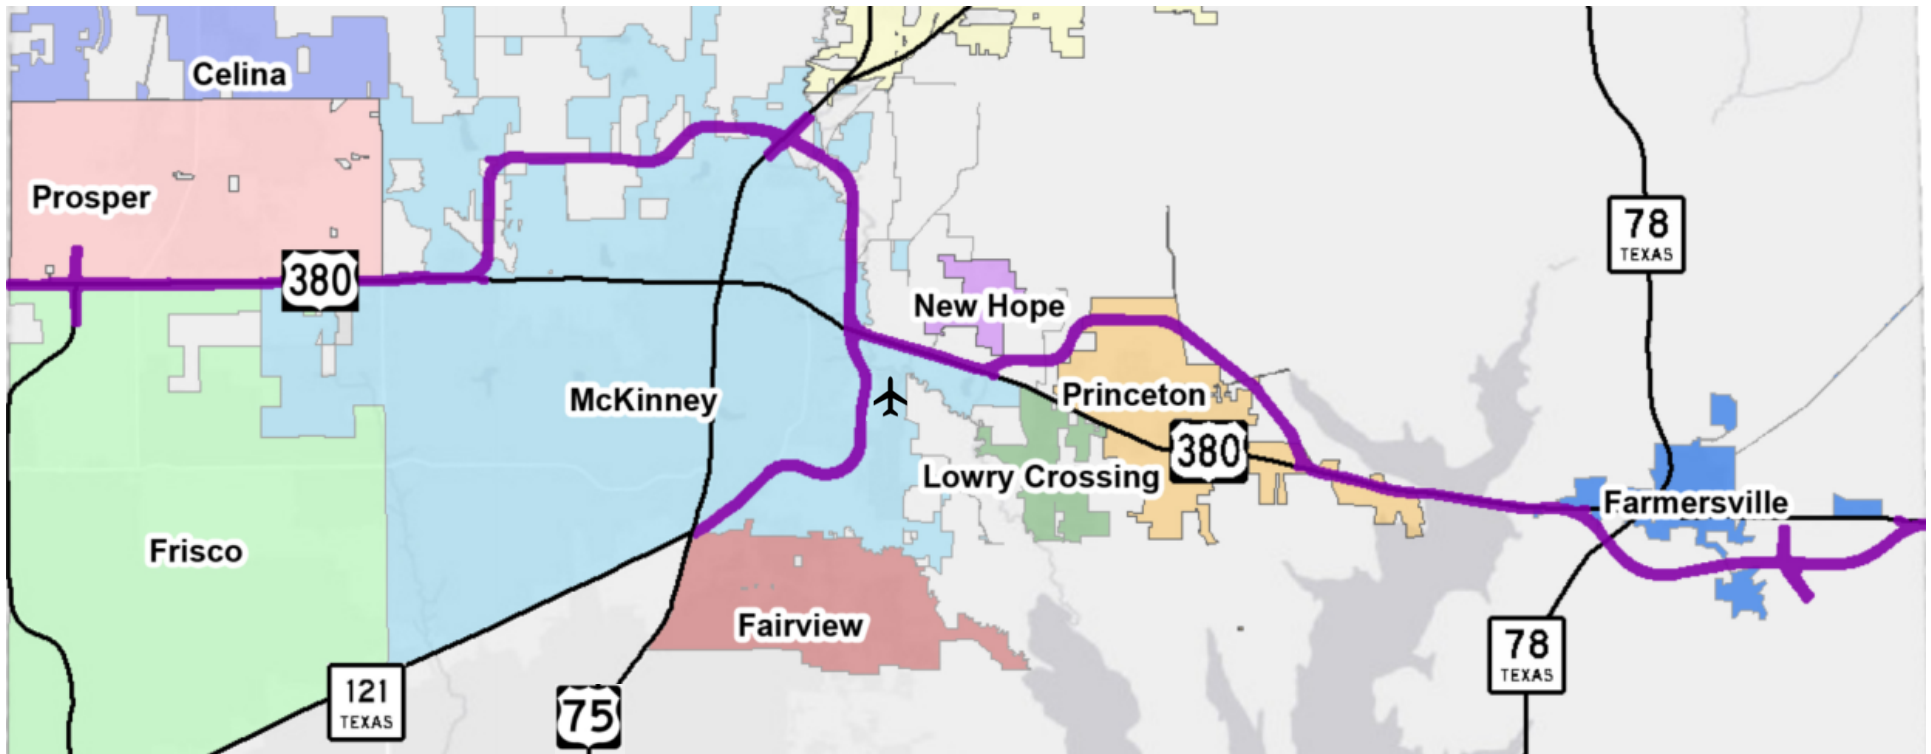 Celina
Prosper
380
78
TEXAS
New Hope
McKinney
Princeton
380
Lowry Crossing
Farmersville
Frisco
Fairview
78
TEXAS
121
TEXAS
75